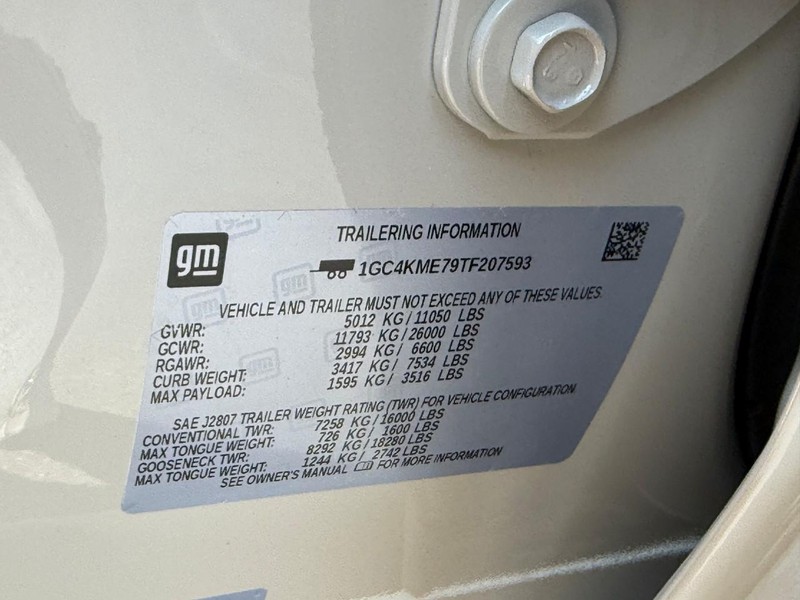 gm
TRAILERING INFORMATION
1GC4KME79TF207593
VEHICLE AND TRAILER MUST NOT EXCEED ANY OF THESE VALUES.
GVWR: 5012 KG/11050 LBS
GCWR: 11793 KG/26000 LBS
RGAWR: 2994 KG/ 6600 LBS
CURB WEIGHT: 3417 KG/ 7534 LBS
MAX PAYLOAD: 1595 KG/ 3516 LBS
SAE J2807 TRAILER WEIGHT RATING (TWR) FOR VEHICLE CONFIGURATION.
CONVENTIONAL TWR: 7258 KG/16000 LBS
MAX TONGUE WEIGHT: 726 KG/ 1600 LBS
GOOSENECK TWR: 8292 KG/18280 LBS
MAX TONGUE WEIGHT: 1244 KG/ 2742 LBS
SEE OWNER'S MANUAL FOR MORE INFORMATION